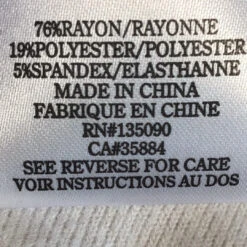 76%RAYON/RAYONNE
19%POLYESTER/POLYESTER
5%SPANDEX/ELASTHANNE
MADE IN CHINA
FABRIQUE EN CHINE
RN#135090
CA#35884
SEE REVERSE FOR CARE
VOIR INSTRUCTIONS AU DOS